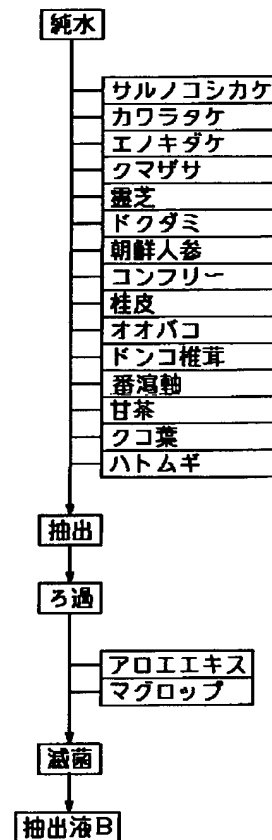 純水
サルノコシカケ
カワラタケ
エノキダケ
クマザサ
霊芝
ドクダミ
朝鮮人参
コンフリー
桂皮
オオバコ
ドンコ椎茸
番瀉軸
甘茶
クコ葉
ハトムギ
抽出
ろ過
アロエエキス
マグロップ
滅菌
抽出液B